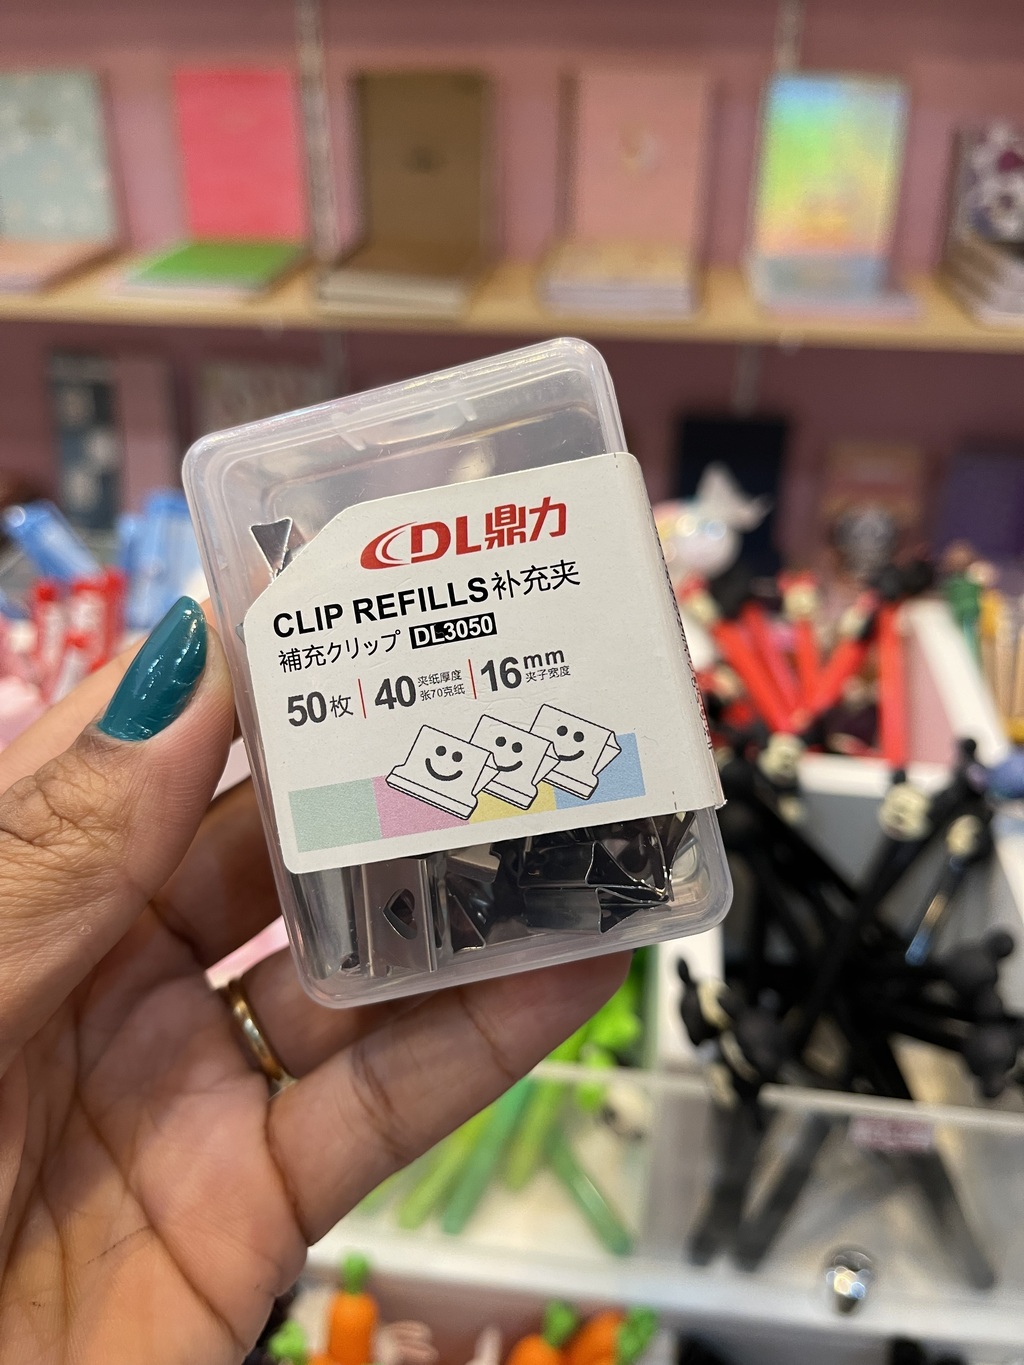 DL鼎力
CLIP REFILLS补充夹
補充クリップ DL3050
50枚 | 40 夹纸厚度 张70克纸 | 16mm 夹子宽度